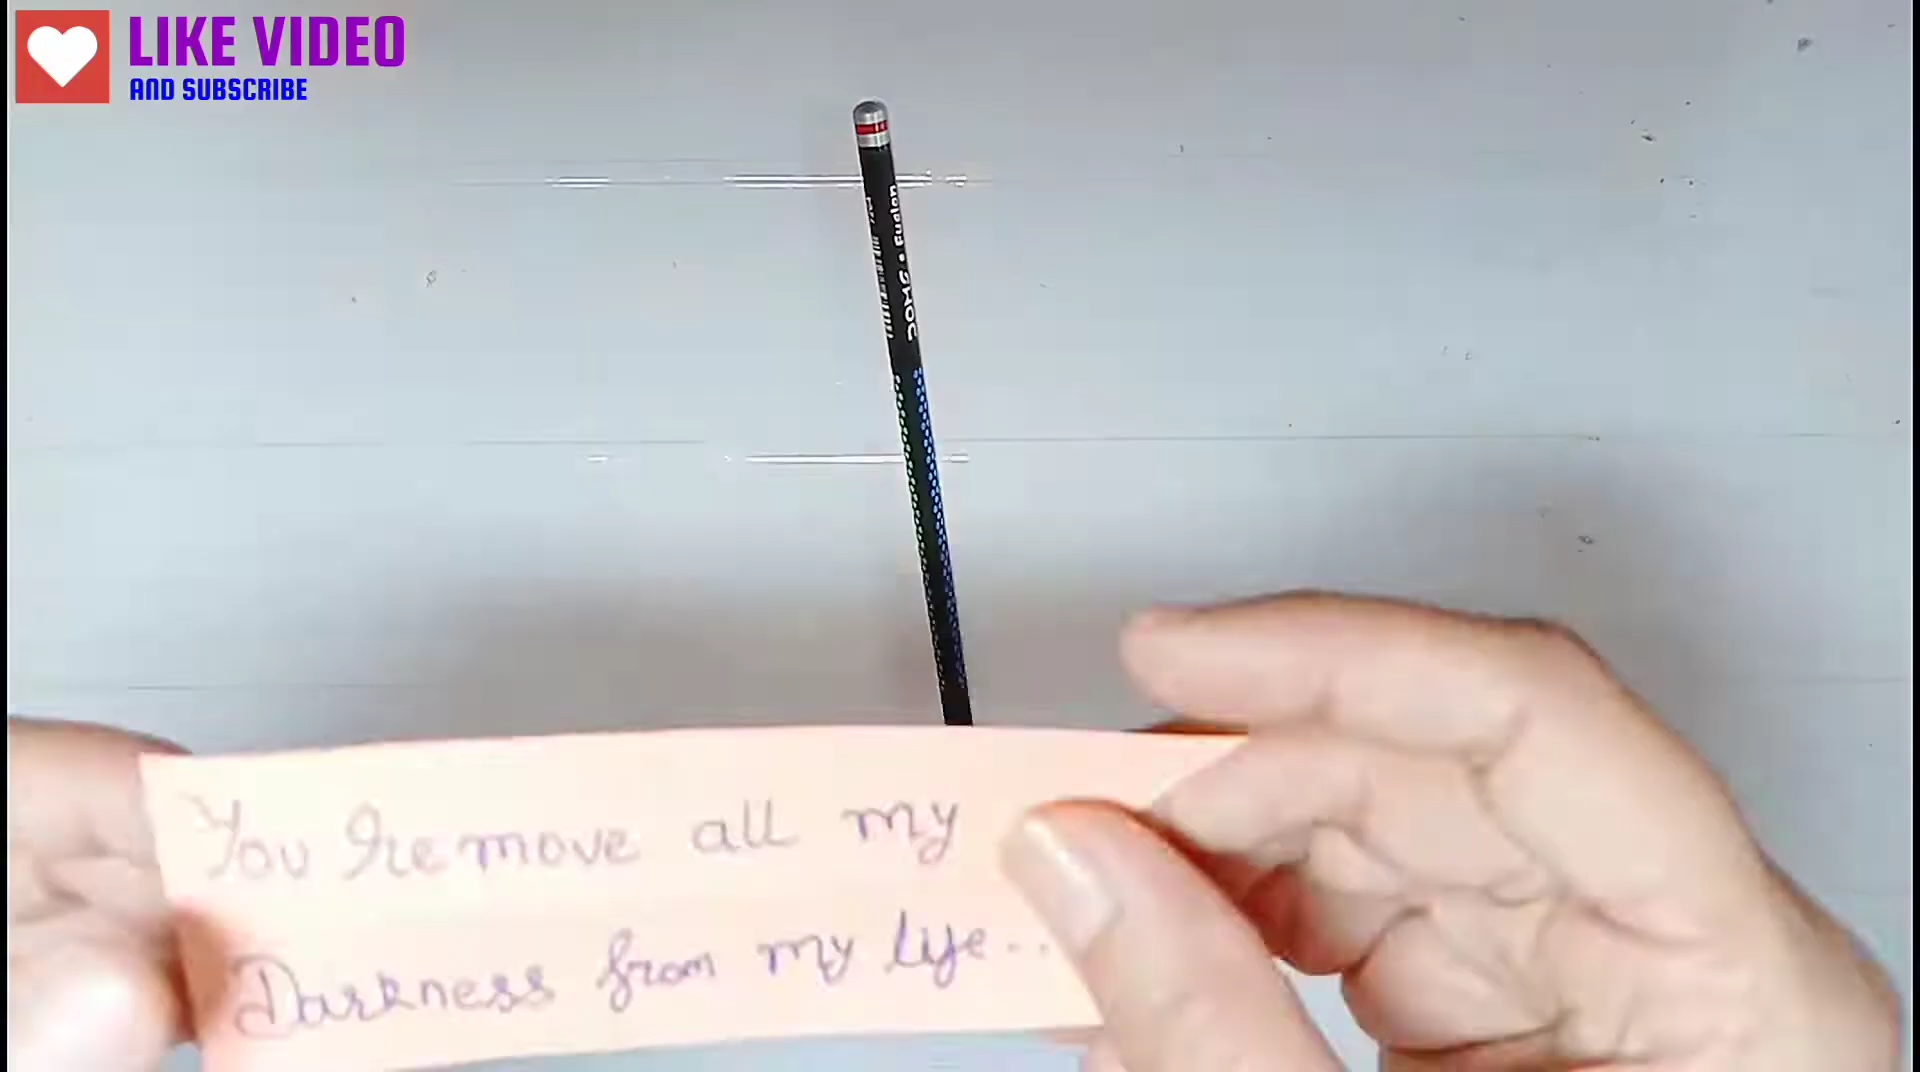 LIKE VIDEO
AND SUBSCRIBE
DOMS • Fusion
You Remove all my
Darkness from my life...